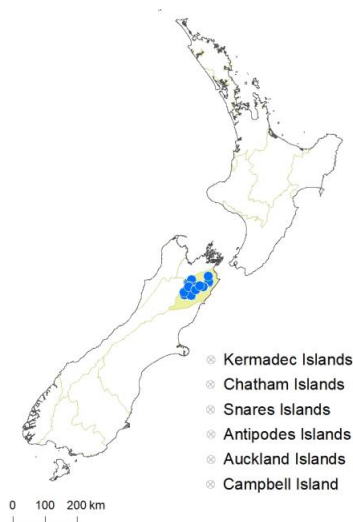 Kermadec Islands
Chatham Islands
Snares Islands
Antipodes Islands
Auckland Islands
Campbell Island
0 100 200 km